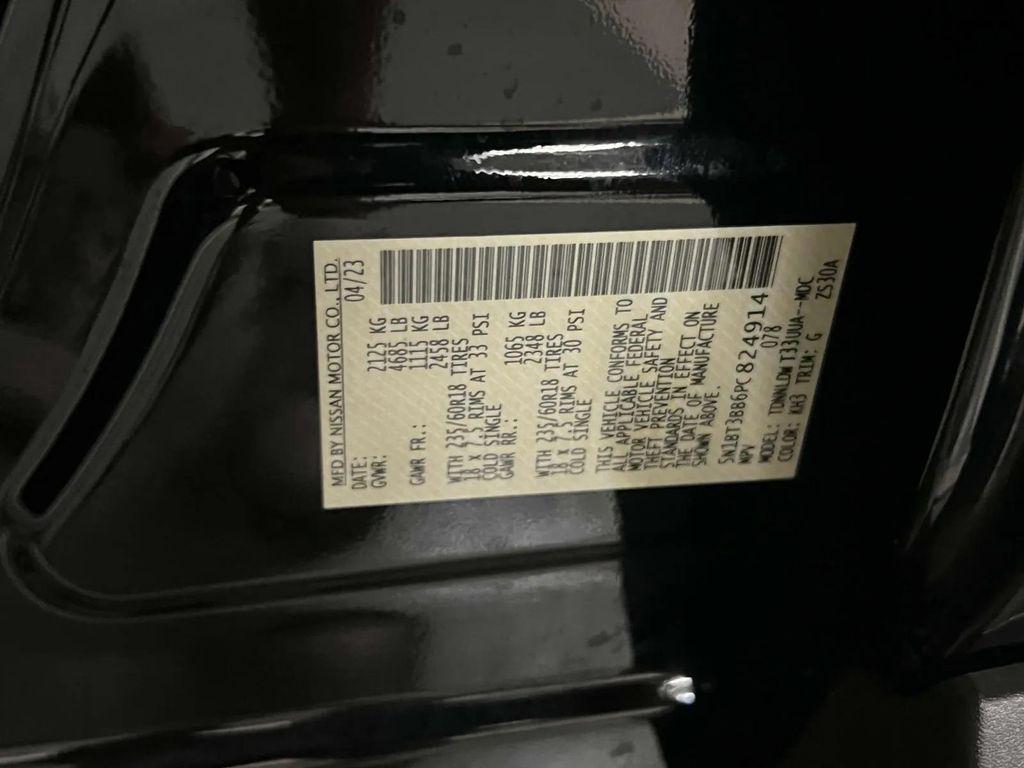 MFD BY NISSAN MOTOR CO., LTD.
DATE: 04/23
GVWR: 2125 KG
4685 LB
GAWR FR.: 1115 KG
2458 LB
WITH 235/60R18 TIRES
18 X 7.5 RIMS AT 33 PSI
COLD SINGLE
GAWR RR.: 1065 KG
2348 LB
WITH 235/60R18 TIRES
18 X 7.5 RIMS AT 30 PSI
COLD SINGLE
THIS VEHICLE CONFORMS TO
ALL APPLICABLE FEDERAL
MOTOR VEHICLE SAFETY AND
THEFT PREVENTION
STANDARDS IN EFFECT ON
THE DATE OF MANUFACTURE
SHOWN ABOVE.
5N1BT3BB6PC824914
MPV 078
MODEL: TDNNLDWT33UUA--MDC
COLOR: KH3 TRIM: G ZS30A